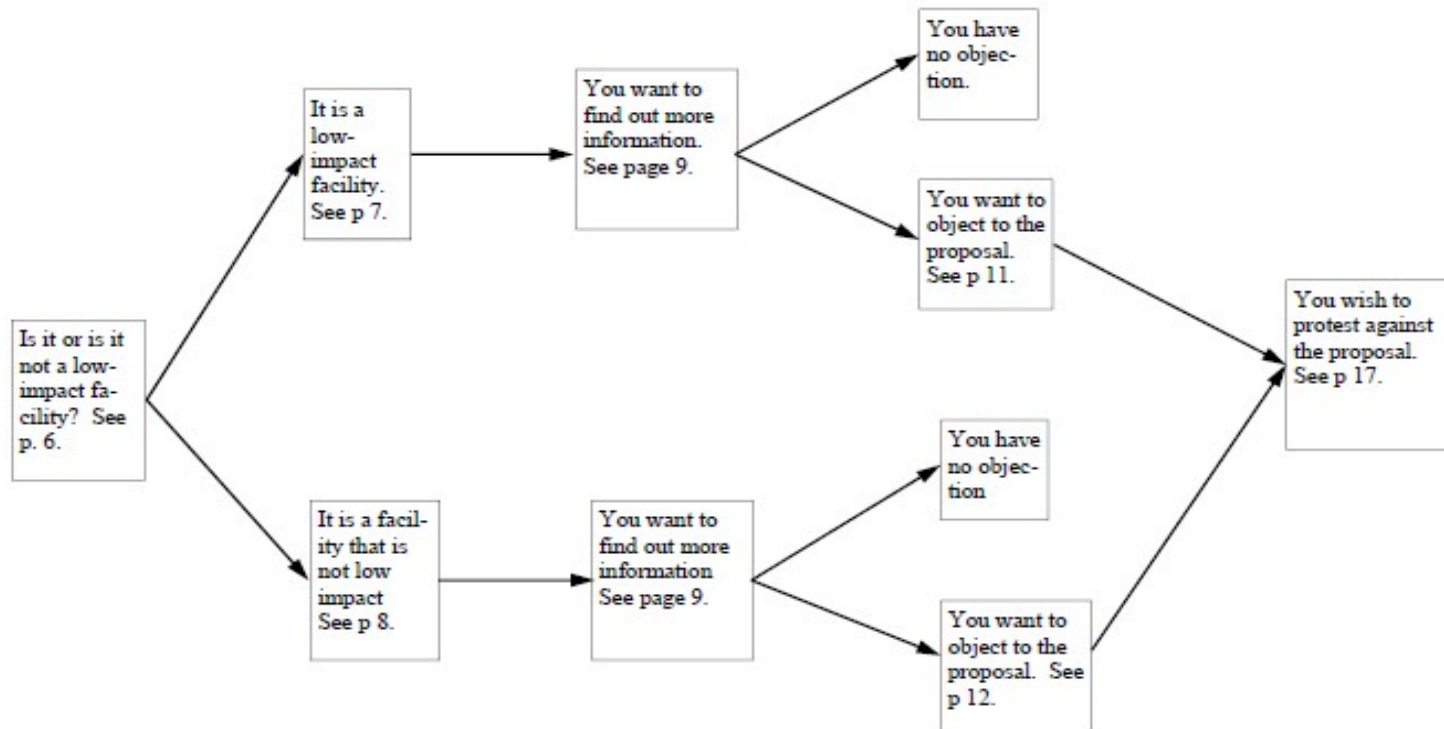 Is it or is it
not a low-
impact fa-
cility?  See
p. 6.
It is a
low-
impact
facility.
See p 7.
You want to
find out more
information.
See page 9.
You have
no objec-
tion.
You want to
object to the
proposal.
See p 11.
It is a facil-
ity that is
not low
impact
See p 8.
You want to
find out more
information
See page 9.
You have
no objec-
tion
You want to
object to the
proposal.  See
p 12.
You wish to
protest against
the proposal.
See p 17.